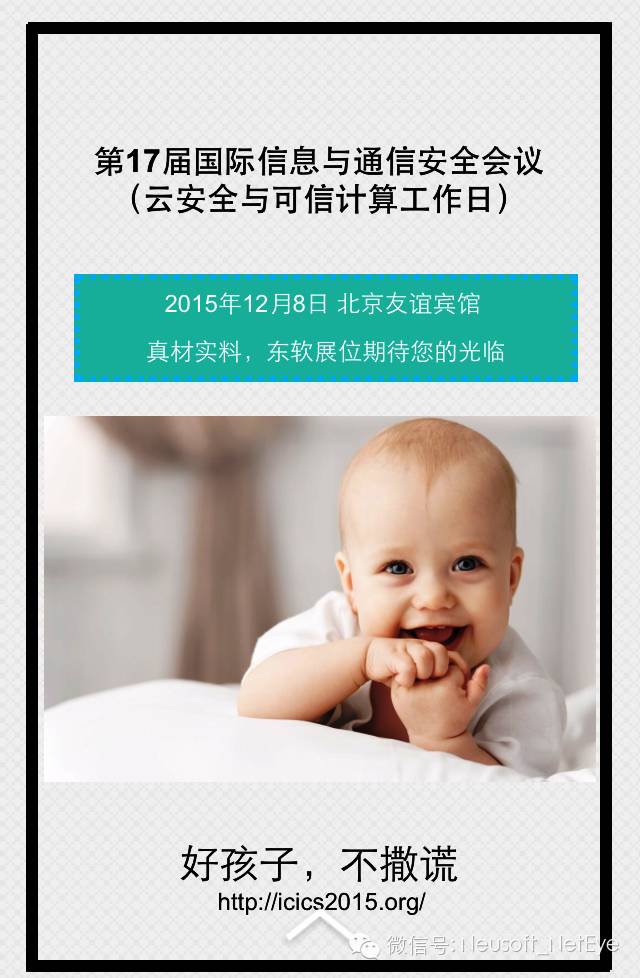 第17届国际信息与通信安全会议
（云安全与可信计算工作日）
2015年12月8日 北京友谊宾馆
真材实料，东软展位期待您的光临
好孩子，不撒谎
http://icics2015.org/
微信号: Neusoft_NetEye